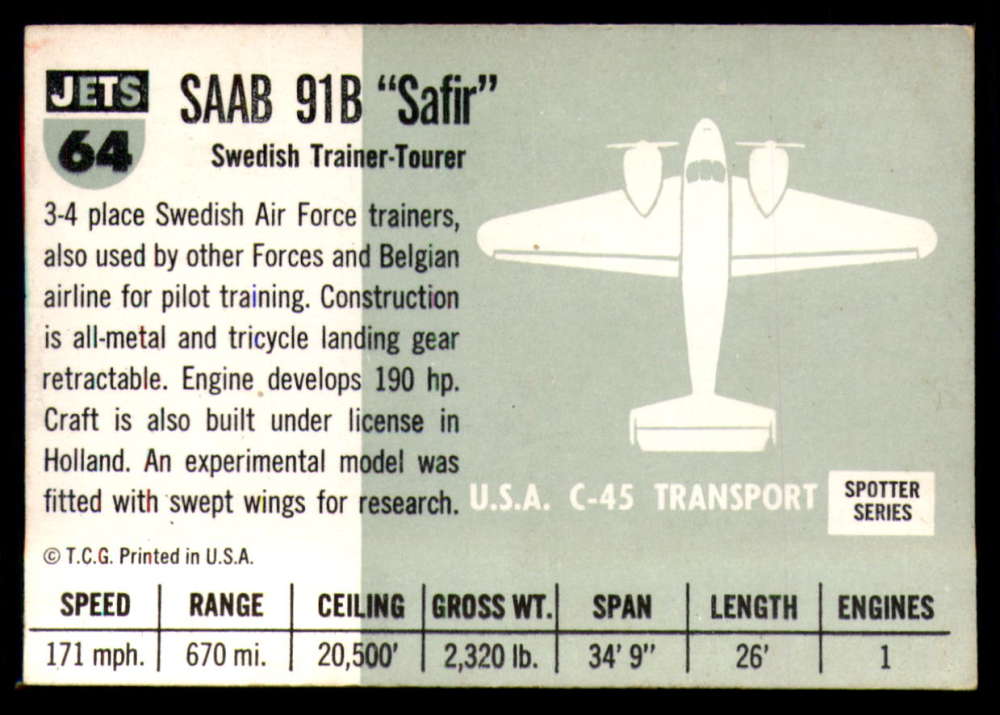 JETS
64
SAAB 91B "Safir"
Swedish Trainer-Tourer
3-4 place Swedish Air Force trainers,
also used by other Forces and Belgian
airline for pilot training. Construction
is all-metal and tricycle landing gear
retractable. Engine develops 190 hp.
Craft is also built under license in
Holland. An experimental model was
fitted with swept wings for research.
© T.C.G. Printed in U.S.A.
U.S.A. C-45 TRANSPORT
SPOTTER
SERIES
SPEED RANGE CEILING GROSS WT. SPAN LENGTH ENGINES
171 mph. 670 mi. 20,500' 2,320 lb. 34' 9" 26' 1